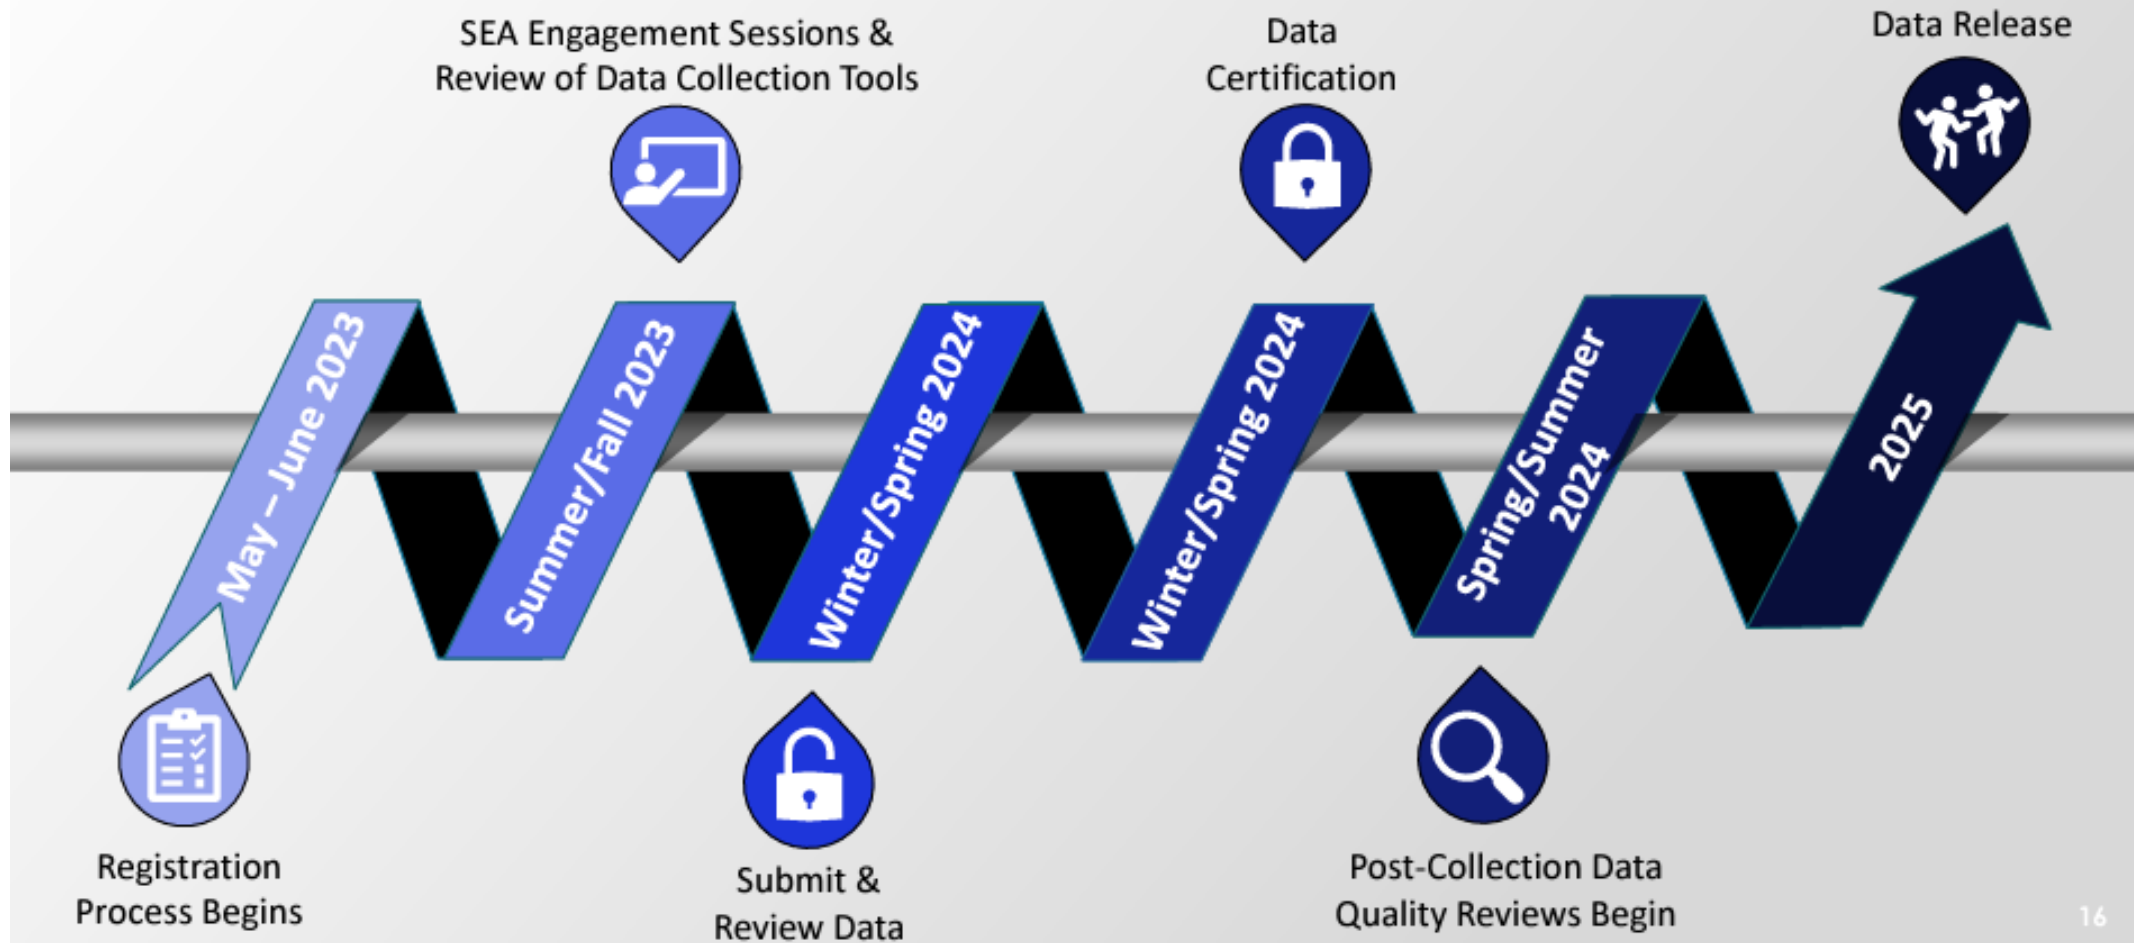 SEA Engagement Sessions &
Review of Data Collection Tools
Data
Certification
Data Release
May – June 2023
Summer/Fall 2023
Winter/Spring 2024
Winter/Spring 2024
Spring/Summer
2024
2025
Registration
Process Begins
Submit &
Review Data
Post-Collection Data
Quality Reviews Begin
16